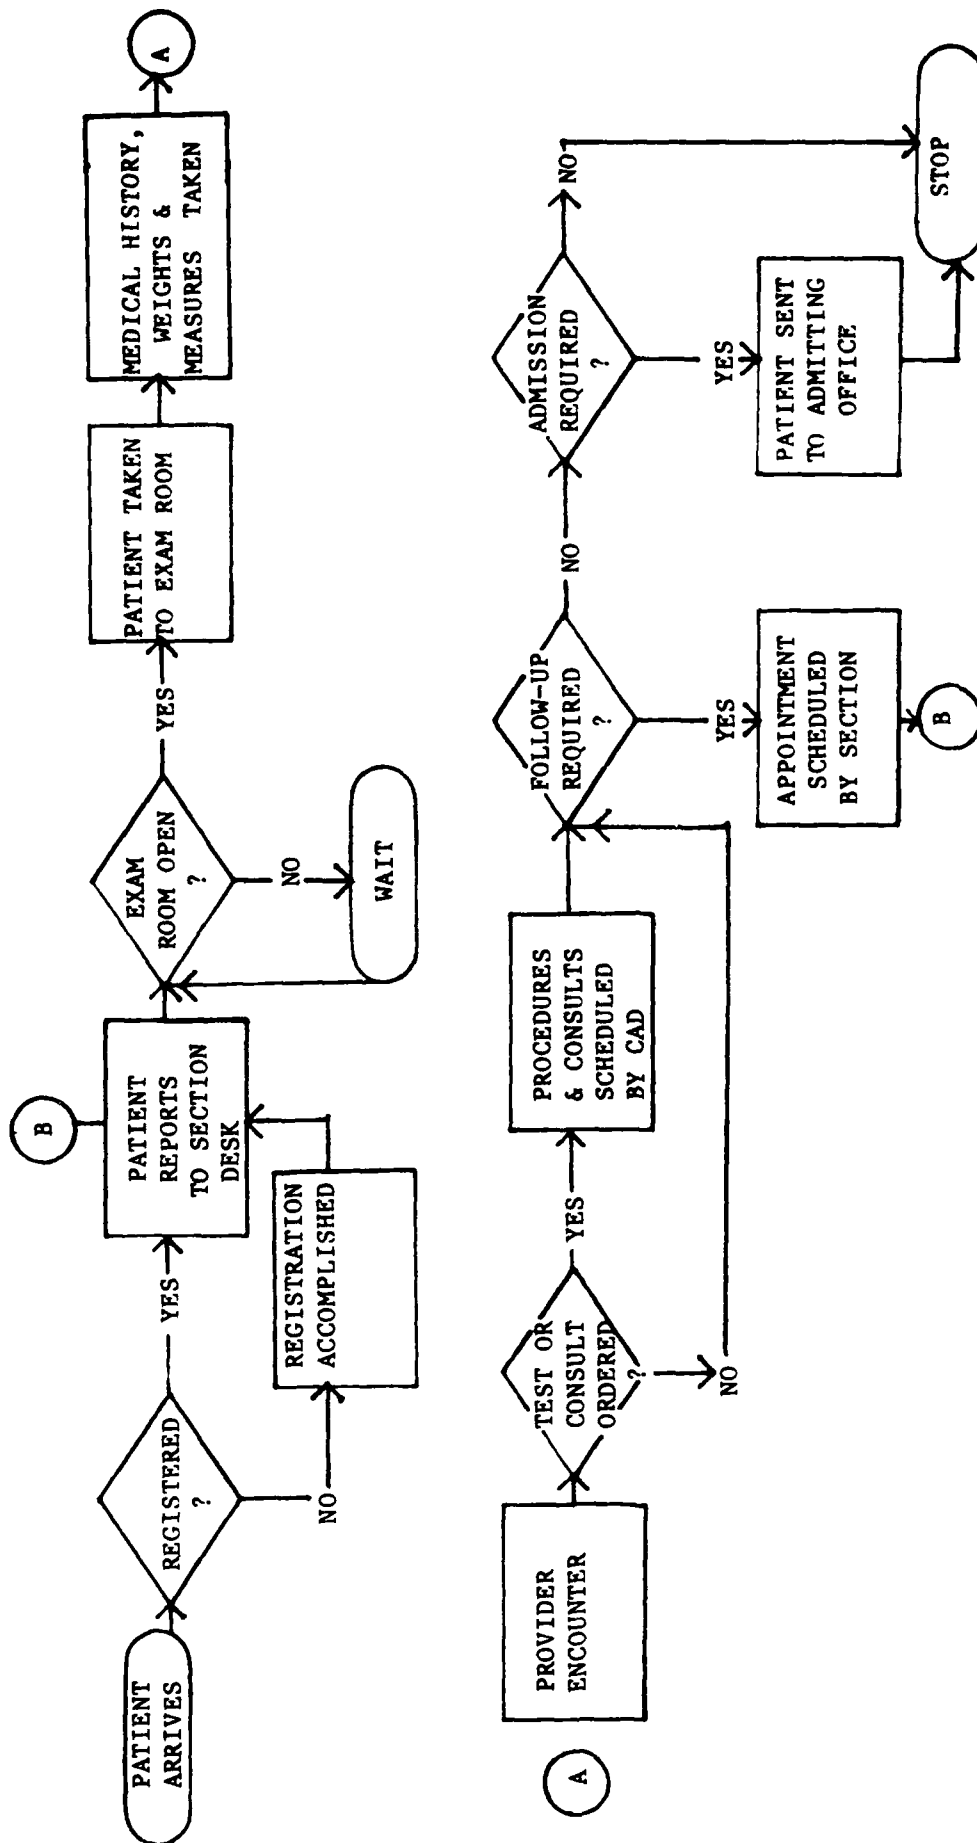 PATIENT
ARRIVES
REGISTERED
?
YES
NO
REGISTRATION
ACCOMPLISHED
B
PATIENT
REPORTS
TO SECTION
DESK
EXAM
ROOM OPEN
?
YES
NO
WAIT
PATIENT TAKEN
TO EXAM ROOM
MEDICAL HISTORY,
WEIGHTS &
MEASURES TAKEN
A
A
PROVIDER
ENCOUNTER
TEST OR
CONSULT
ORDERED
?
YES
NO
PROCEDURES
& CONSULTS
SCHEDULED
BY CAD
FOLLOW-UP
REQUIRED
?
NO
YES
APPOINTMENT
SCHEDULED
BY SECTION
B
ADMISSION
REQUIRED
?
NO
YES
PATIENT SENT
TO ADMITTING
OFFICE
STOP